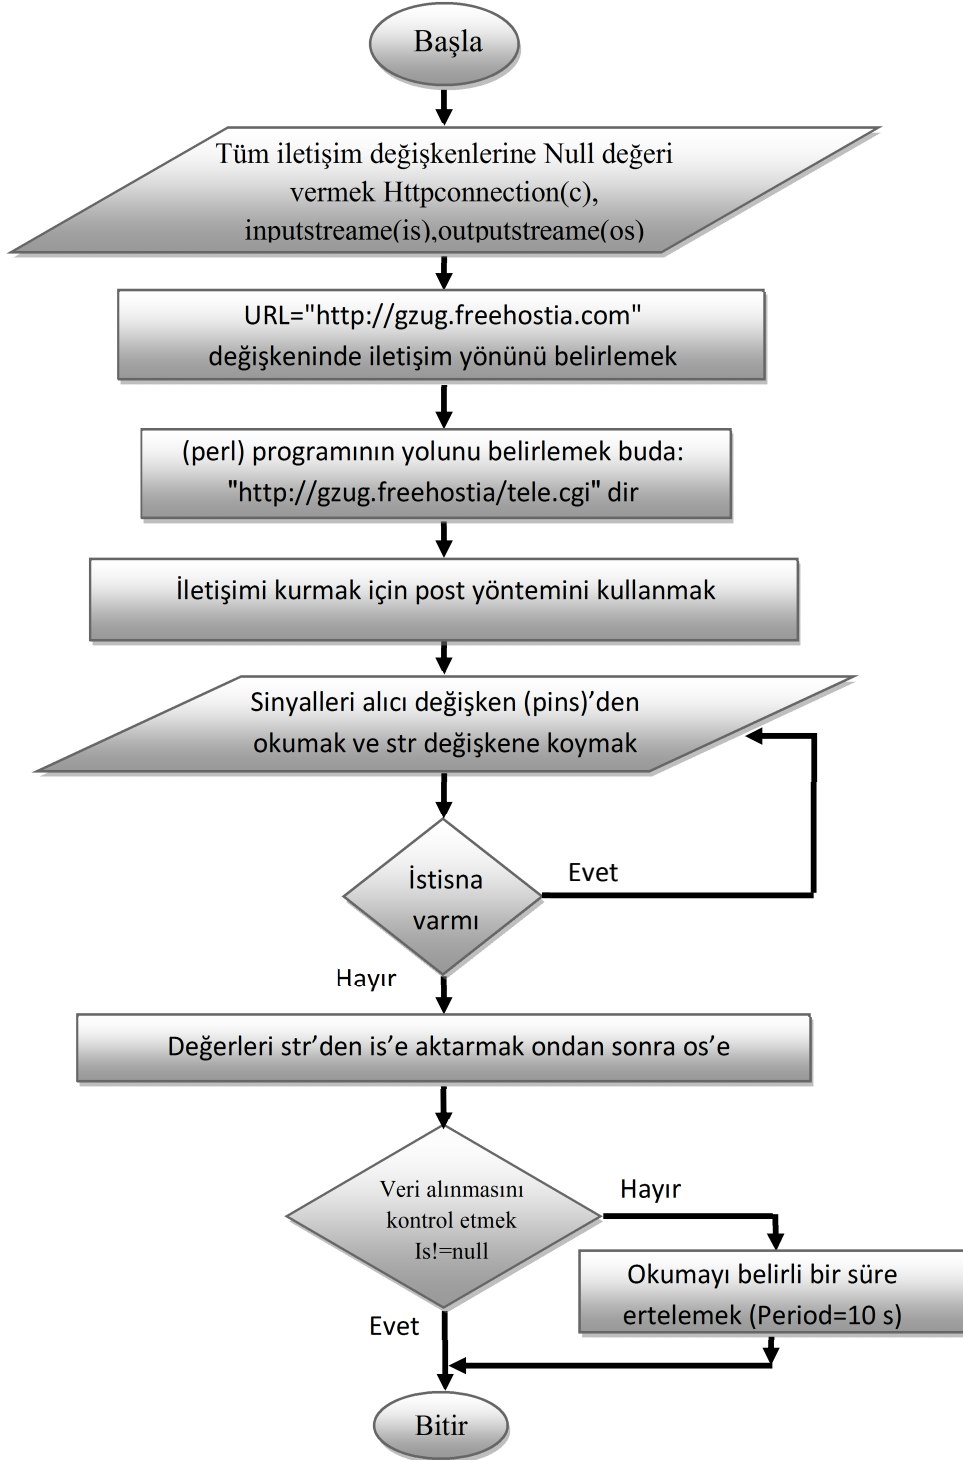 Başla
Tüm iletişim değişkenlerine Null değeri
vermek Httpconnection(c),
inputstreame(is),outputstreame(os)
URL="http://gzug.freehostia.com"
değişkeninde iletişim yönünü belirlemek
(perl) programının yolunu belirlemek buda:
"http://gzug.freehostia/tele.cgi" dir
İletişimi kurmak için post yöntemini kullanmak
Sinyalleri alıcı değişken (pins)’den
okumak ve str değişkene koymak
İstisna
varmı
Evet
Hayır
Değerleri str’den is’e aktarmak ondan sonra os’e
Veri alınmasını
kontrol etmek
Is!=null
Hayır
Okumayı belirli bir süre
ertelemek (Period=10 s)
Evet
Bitir